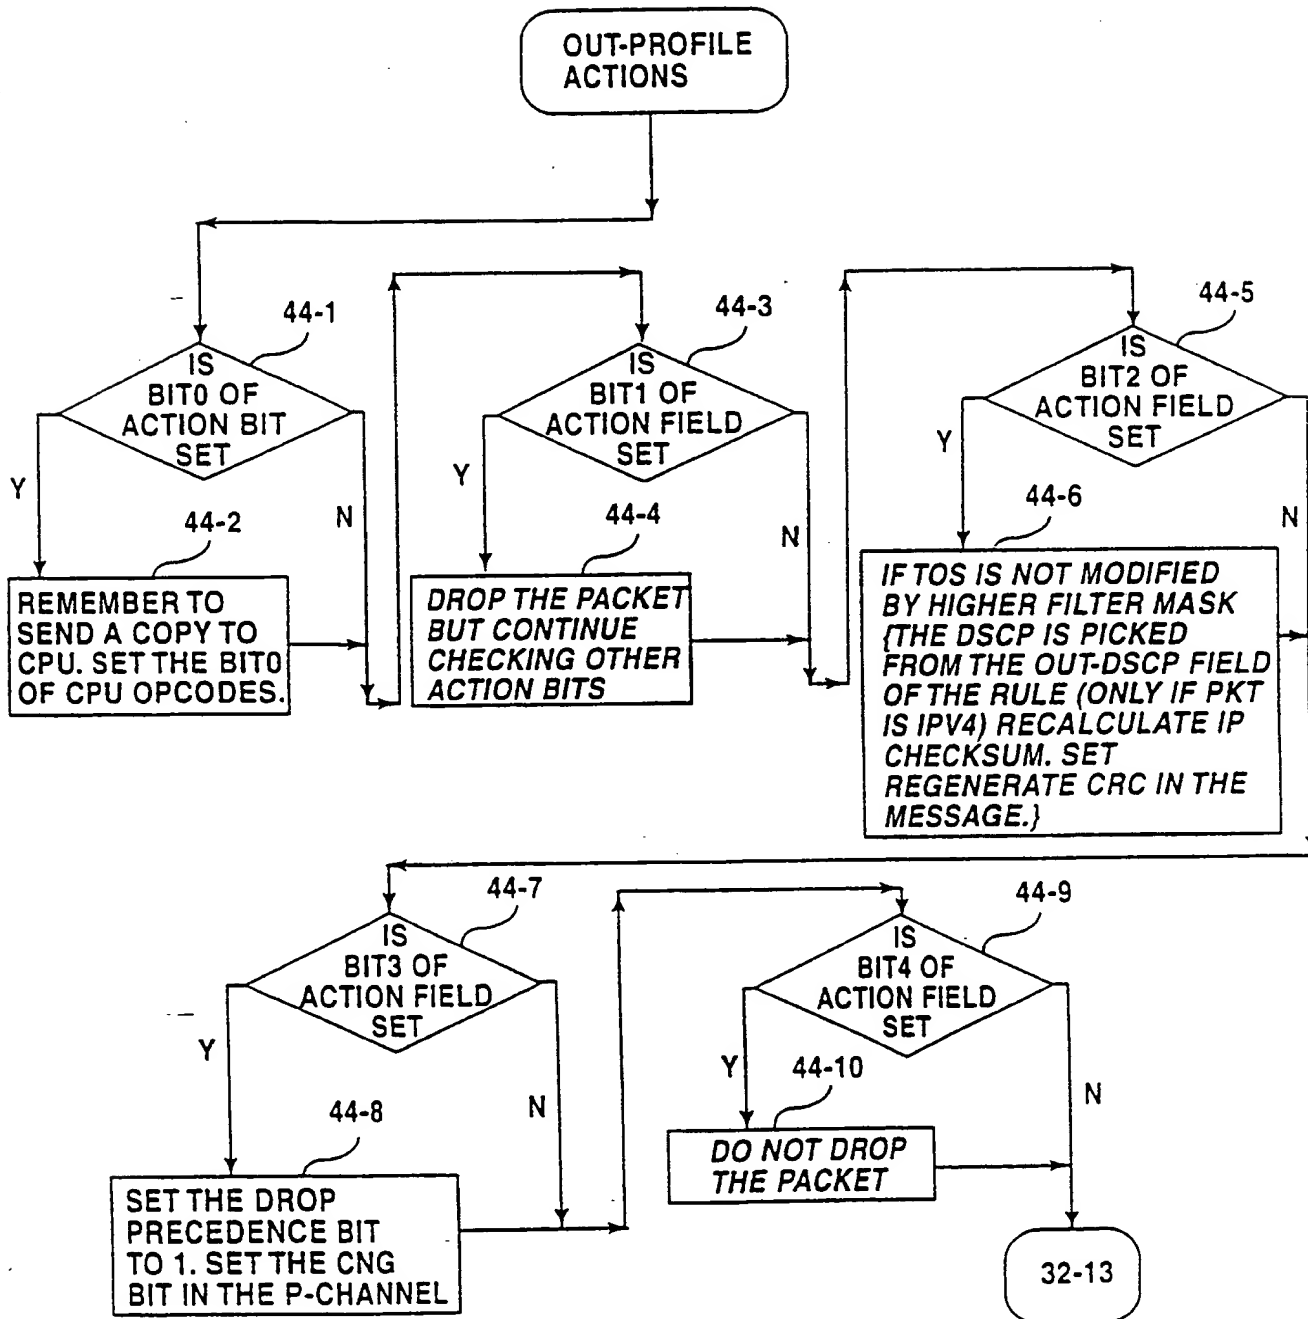 OUT-PROFILE
ACTIONS
44-1
IS
BIT0 OF
ACTION BIT
SET
Y
N
44-2
REMEMBER TO
SEND A COPY TO
CPU. SET THE BIT0
OF CPU OPCODES.
44-3
IS
BIT1 OF
ACTION FIELD
SET
Y
N
44-4
DROP THE PACKET
BUT CONTINUE
CHECKING OTHER
ACTION BITS
44-5
IS
BIT2 OF
ACTION FIELD
SET
Y
N
44-6
IF TOS IS NOT MODIFIED
BY HIGHER FILTER MASK
{THE DSCP IS PICKED
FROM THE OUT-DSCP FIELD
OF THE RULE (ONLY IF PKT
IS IPV4) RECALCULATE IP
CHECKSUM. SET
REGENERATE CRC IN THE
MESSAGE.}
44-7
IS
BIT3 OF
ACTION FIELD
SET
Y
N
44-8
SET THE DROP
PRECEDENCE BIT
TO 1. SET THE CNG
BIT IN THE P-CHANNEL
44-9
IS
BIT4 OF
ACTION FIELD
SET
Y
N
44-10
DO NOT DROP
THE PACKET
32-13